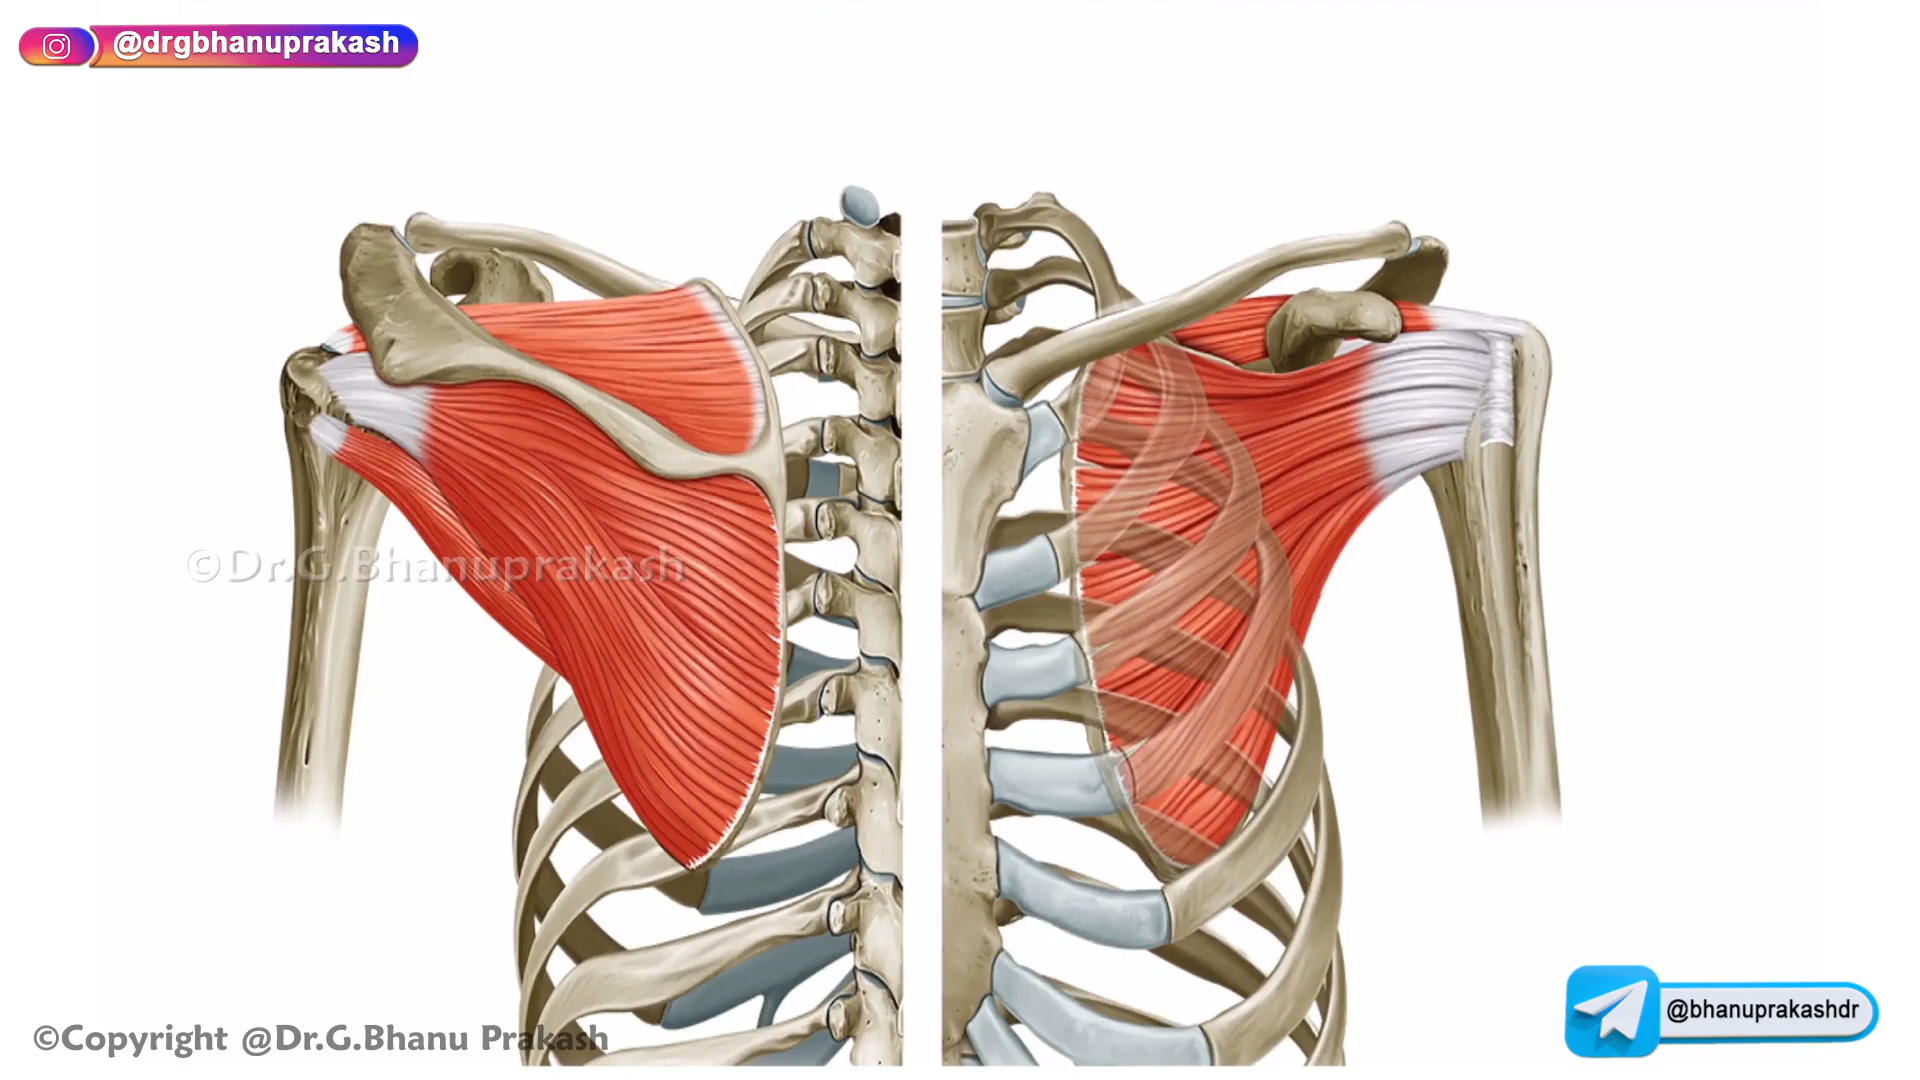 @drgbhanuprakash
©Dr.G.Bhanuprakash
©Copyright @Dr.G.Bhanu Prakash
@bhanuprakashdr